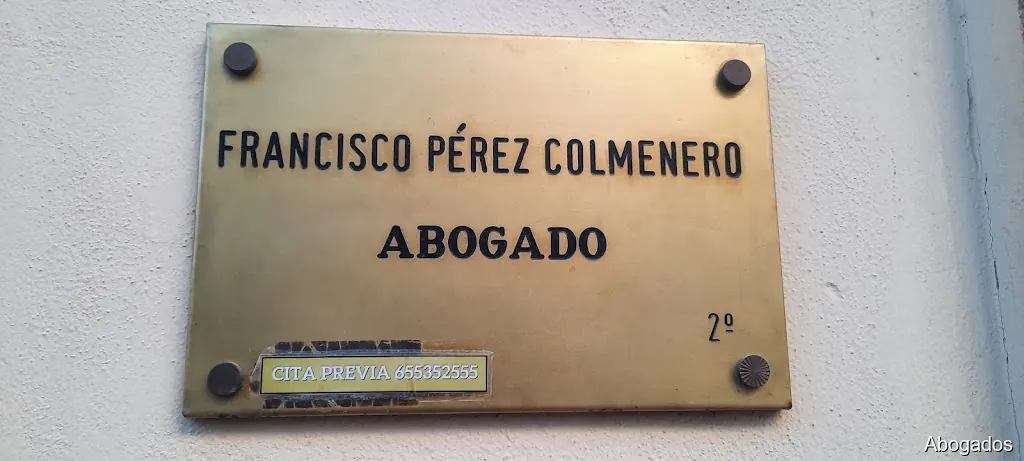 FRANCISCO PÉREZ COLMENERO
ABOGADO
2º
CITA PREVIA 655352555
Abogados